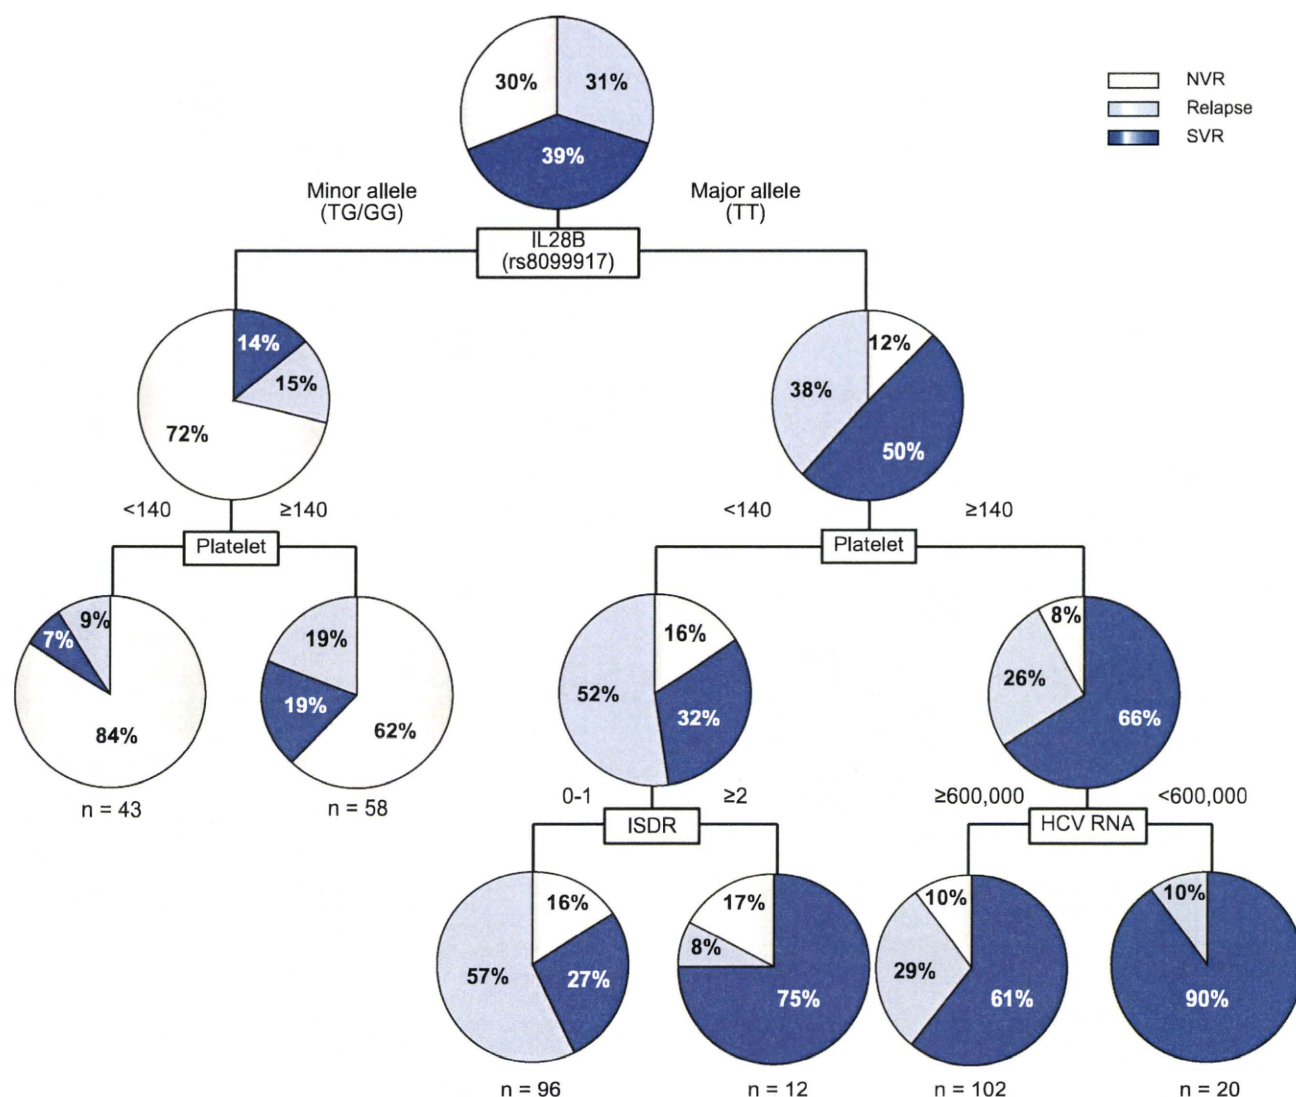 30%
31%
39%
NVR
Relapse
SVR
Minor allele
(TG/GG)
Major allele
(TT)
IL28B
(rs8099917)
14%
15%
72%
12%
38%
50%
<140
≥140
Platelet
<140
≥140
Platelet
9%
7%
84%
n = 43
19%
19%
62%
n = 58
16%
52%
32%
8%
26%
66%
0-1
≥2
ISDR
≥600,000
<600,000
HCV RNA
16%
57%
27%
n = 96
17%
8%
75%
n = 12
10%
29%
61%
n = 102
10%
90%
n = 20